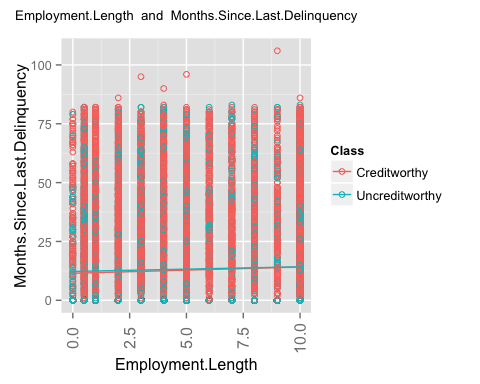 Employment.Length and Months.Since.Last.Delinquency
Months.Since.Last.Delinquency
100
75
50
25
0
0.0
2.5
5.0
7.5
10.0
Employment.Length
Class
Creditworthy
Uncreditworthy